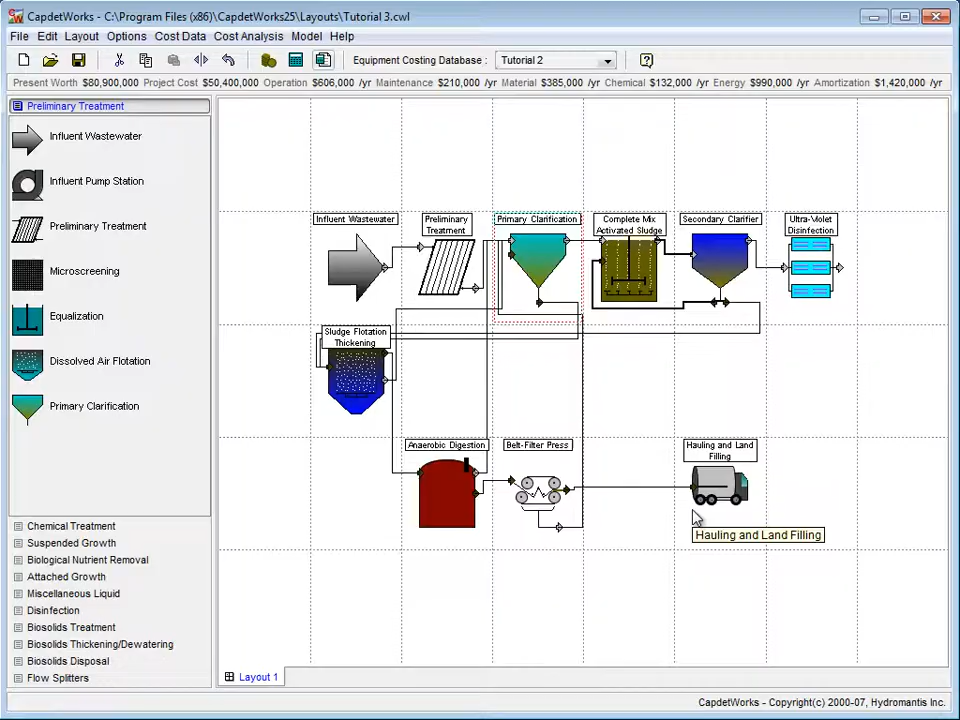 CapdetWorks - C:\Program Files (x86)\CapdetWorks25\Layouts\Tutorial 3.cwl
File Edit Layout Options Cost Data Cost Analysis Model Help
Equipment Costing Database : Tutorial 2
Present Worth $80,900,000 Project Cost $50,400,000 Operation $606,000 /yr Maintenance $210,000 /yr Material $385,000 /yr Chemical $132,000 /yr Energy $990,000 /yr Amortization $1,420,000 /yr
Preliminary Treatment
Influent Wastewater
Influent Pump Station
Preliminary Treatment
Microscreening
Equalization
Dissolved Air Flotation
Primary Clarification
Chemical Treatment
Suspended Growth
Biological Nutrient Removal
Attached Growth
Miscellaneous Liquid
Disinfection
Biosolids Treatment
Biosolids Thickening/Dewatering
Biosolids Disposal
Flow Splitters
Influent Wastewater
Preliminary
Treatment
Primary Clarification
Complete Mix
Activated Sludge
Secondary Clarifier
Ultra-Violet
Disinfection
Sludge Flotation
Thickening
Anaerobic Digestion
Belt-Filter Press
Hauling and Land
Filling
Hauling and Land Filling
Layout 1
CapdetWorks - Copyright(c) 2000-07, Hydromantis Inc.